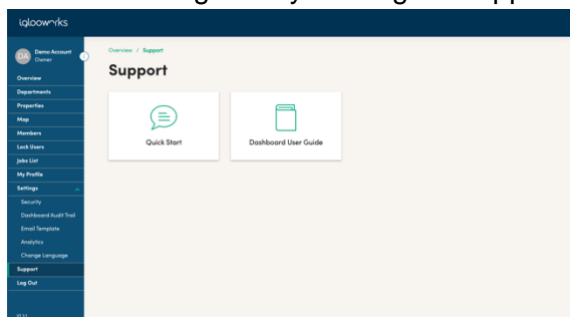 iglooworks
DA
Demo Account
Owner
Overview
Departments
Properties
Map
Members
Lock Users
Jobs List
My Profile
Settings
Security
Dashboard Audit Trail
Email Template
Analytics
Change Language
Support
Log Out
Overview / Support
Support
Quick Start
Dashboard User Guide